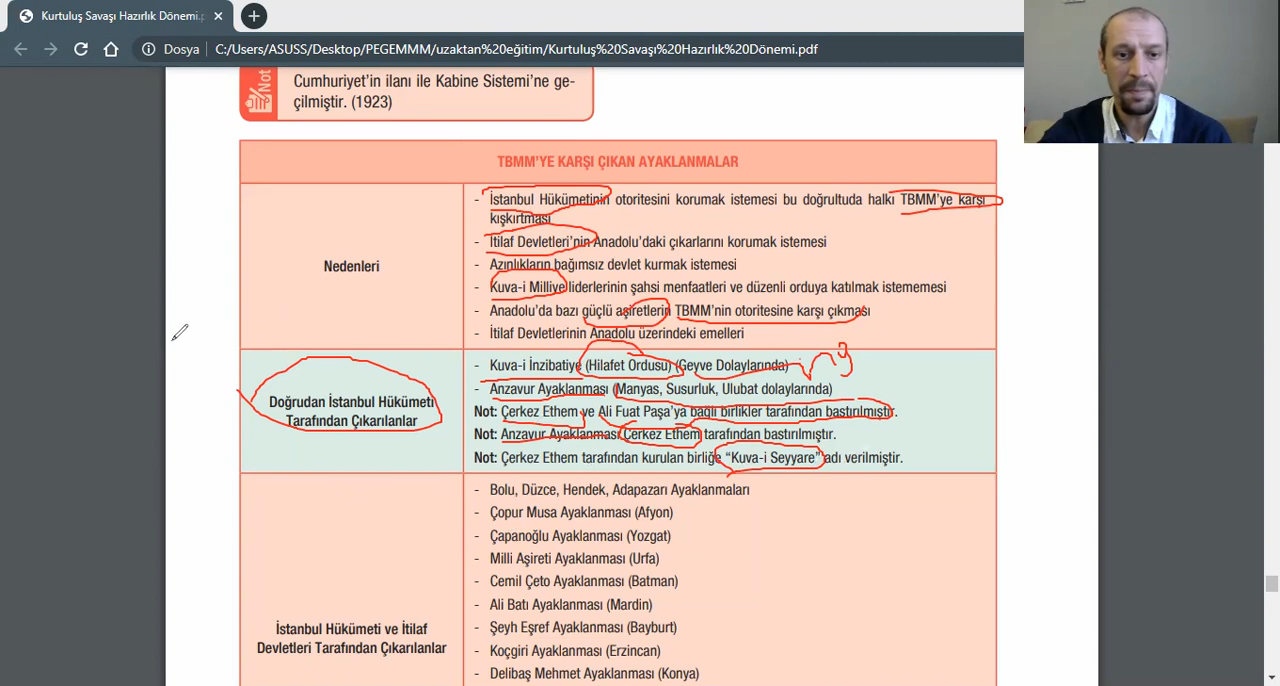 Kurtuluş Savaşı Hazırlık Dönemi.p
Dosya
C:/Users/ASUSS/Desktop/PEGEMMM/uzaktan%20eğitim/Kurtuluş%20Savaşı%20Hazırlık%20Dönemi.pdf
Not
Cumhuriyet'in ilanı ile Kabine Sistemi'ne ge-
çilmiştir. (1923)
TBMM'YE KARŞI ÇIKAN AYAKLANMALAR
Nedenleri
- İstanbul Hükümetinin otoritesini korumak istemesi bu doğrultuda halkı TBMM'ye karşı
kışkırtması
- İtilaf Devletleri'nin Anadolu'daki çıkarlarını korumak istemesi
- Azınlıkların bağımsız devlet kurmak istemesi
- Kuva-i Milliye liderlerinin şahsi menfaatleri ve düzenli orduya katılmak istememesi
- Anadolu'da bazı güçlü aşiretlerin TBMM'nin otoritesine karşı çıkması
- İtilaf Devletlerinin Anadolu üzerindeki emelleri
Doğrudan İstanbul Hükümeti
Tarafından Çıkarılanlar
- Kuva-i İnzibatiye (Hilafet Ordusu) (Geyve Dolaylarında)
- Anzavur Ayaklanması (Manyas, Susurluk, Ulubat dolaylarında)
Not: Çerkez Ethem ve Ali Fuat Paşa'ya bağlı birlikler tarafından bastırılmıştır.
Not: Anzavur Ayaklanması Çerkez Ethem tarafından bastırılmıştır.
Not: Çerkez Ethem tarafından kurulan birliğe "Kuva-i Seyyare" adı verilmiştir.
İstanbul Hükümeti ve İtilaf
Devletleri Tarafından Çıkarılanlar
- Bolu, Düzce, Hendek, Adapazarı Ayaklanmaları
- Çopur Musa Ayaklanması (Afyon)
- Çapanoğlu Ayaklanması (Yozgat)
- Milli Aşireti Ayaklanması (Urfa)
- Cemil Çeto Ayaklanması (Batman)
- Ali Batı Ayaklanması (Mardin)
- Şeyh Eşref Ayaklanması (Bayburt)
- Koçgiri Ayaklanması (Erzincan)
- Delibaş Mehmet Ayaklanması (Konya)